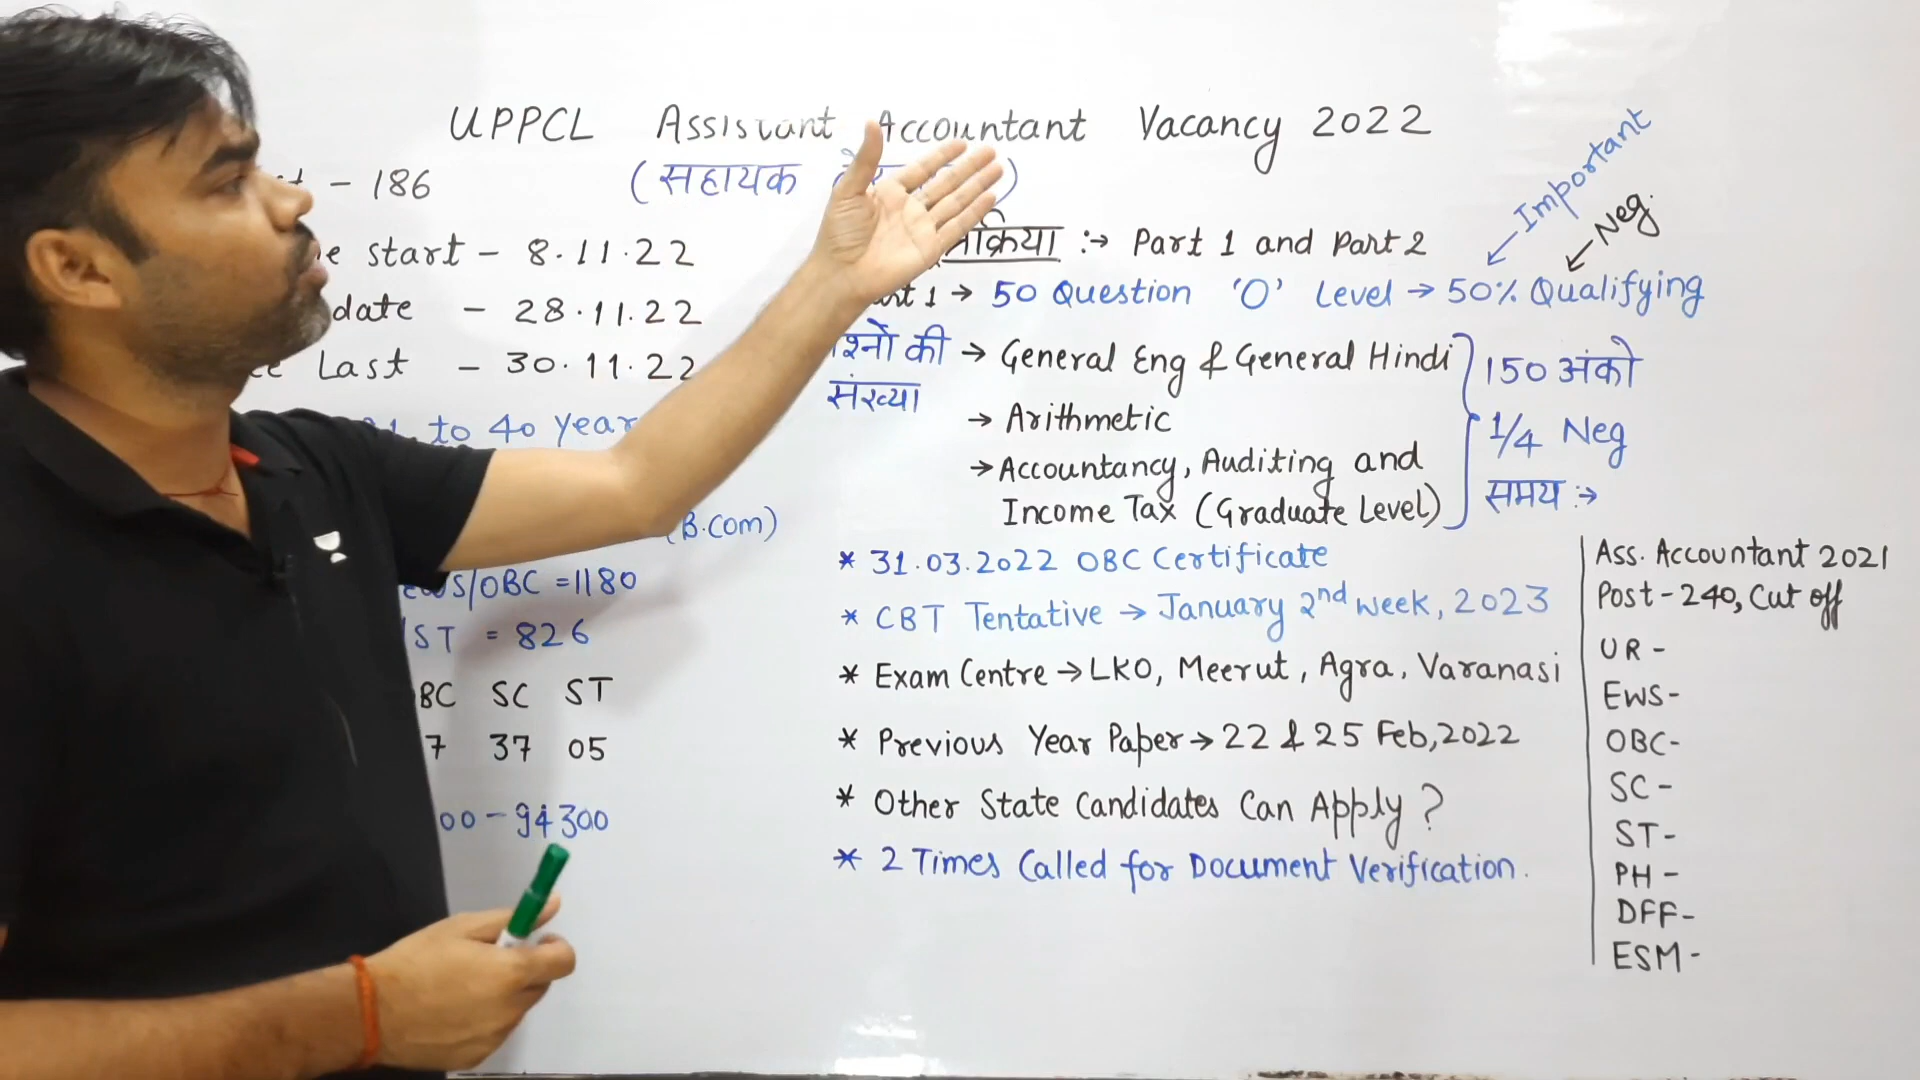 UPPCL Assistant Accountant Vacancy 2022
- 186
(सहायक )
start - 8.11.22
date - 28.11.22
Last - 30.11.22
to 40 year
(B.Com)
EWS/OBC = 1180
ST = 826
BC SC ST
7 37 05
00 - 94300
Important
Neg.
:→ Part 1 and Part 2
1 → 50 Question 'O' Level → 50% Qualifying
की → General Eng & General Hindi
संख्या
→ Arithmetic
→ Accountancy, Auditing and
Income Tax (Graduate Level)
150 अंको
1/4 Neg
समय :→
* 31.03.2022 OBC Certificate
* CBT Tentative → January 2nd week, 2023
* Exam Centre → LKO, Meerut, Agra, Varanasi
* Previous Year Paper → 22 & 25 Feb, 2022
* Other State Candidates Can Apply ?
* 2 Times Called for Document Verification.
Ass. Accountant 2021
Post - 240, Cut off
UR -
EWS -
OBC -
SC -
ST -
PH -
DFF -
ESM -